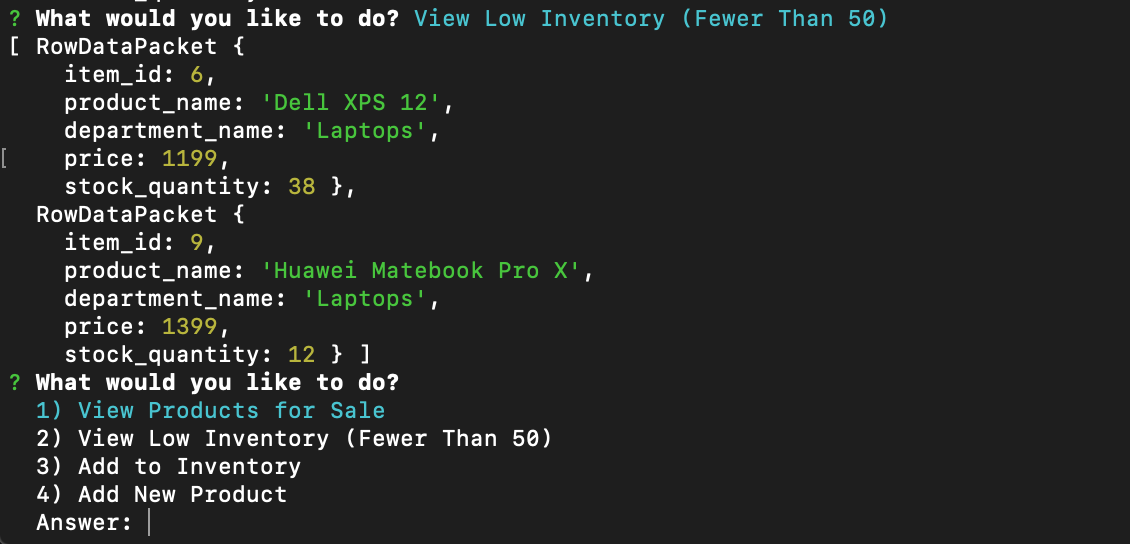 ? What would you like to do? View Low Inventory (Fewer Than 50)
[ RowDataPacket {
    item_id: 6,
    product_name: 'Dell XPS 12',
    department_name: 'Laptops',
[    price: 1199,
    stock_quantity: 38 },
  RowDataPacket {
    item_id: 9,
    product_name: 'Huawei Matebook Pro X',
    department_name: 'Laptops',
    price: 1399,
    stock_quantity: 12 } ]
? What would you like to do?
  1) View Products for Sale
  2) View Low Inventory (Fewer Than 50)
  3) Add to Inventory
  4) Add New Product
  Answer: